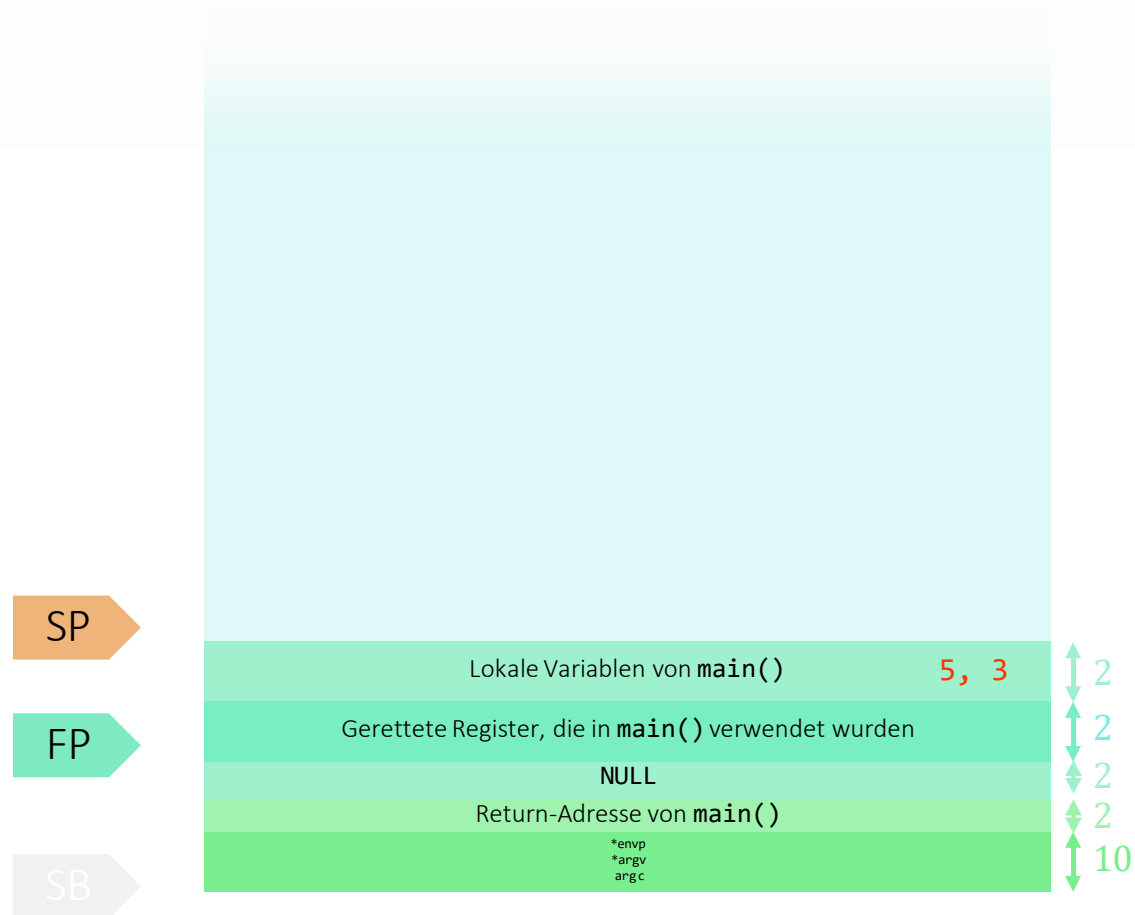 SP
Lokale Variablen von main() 5, 3 2
FP
Gerettete Register, die in main() verwendet wurden 2
NULL 2
Return-Adresse von main() 2
*envp
*argv
argc
10
SB